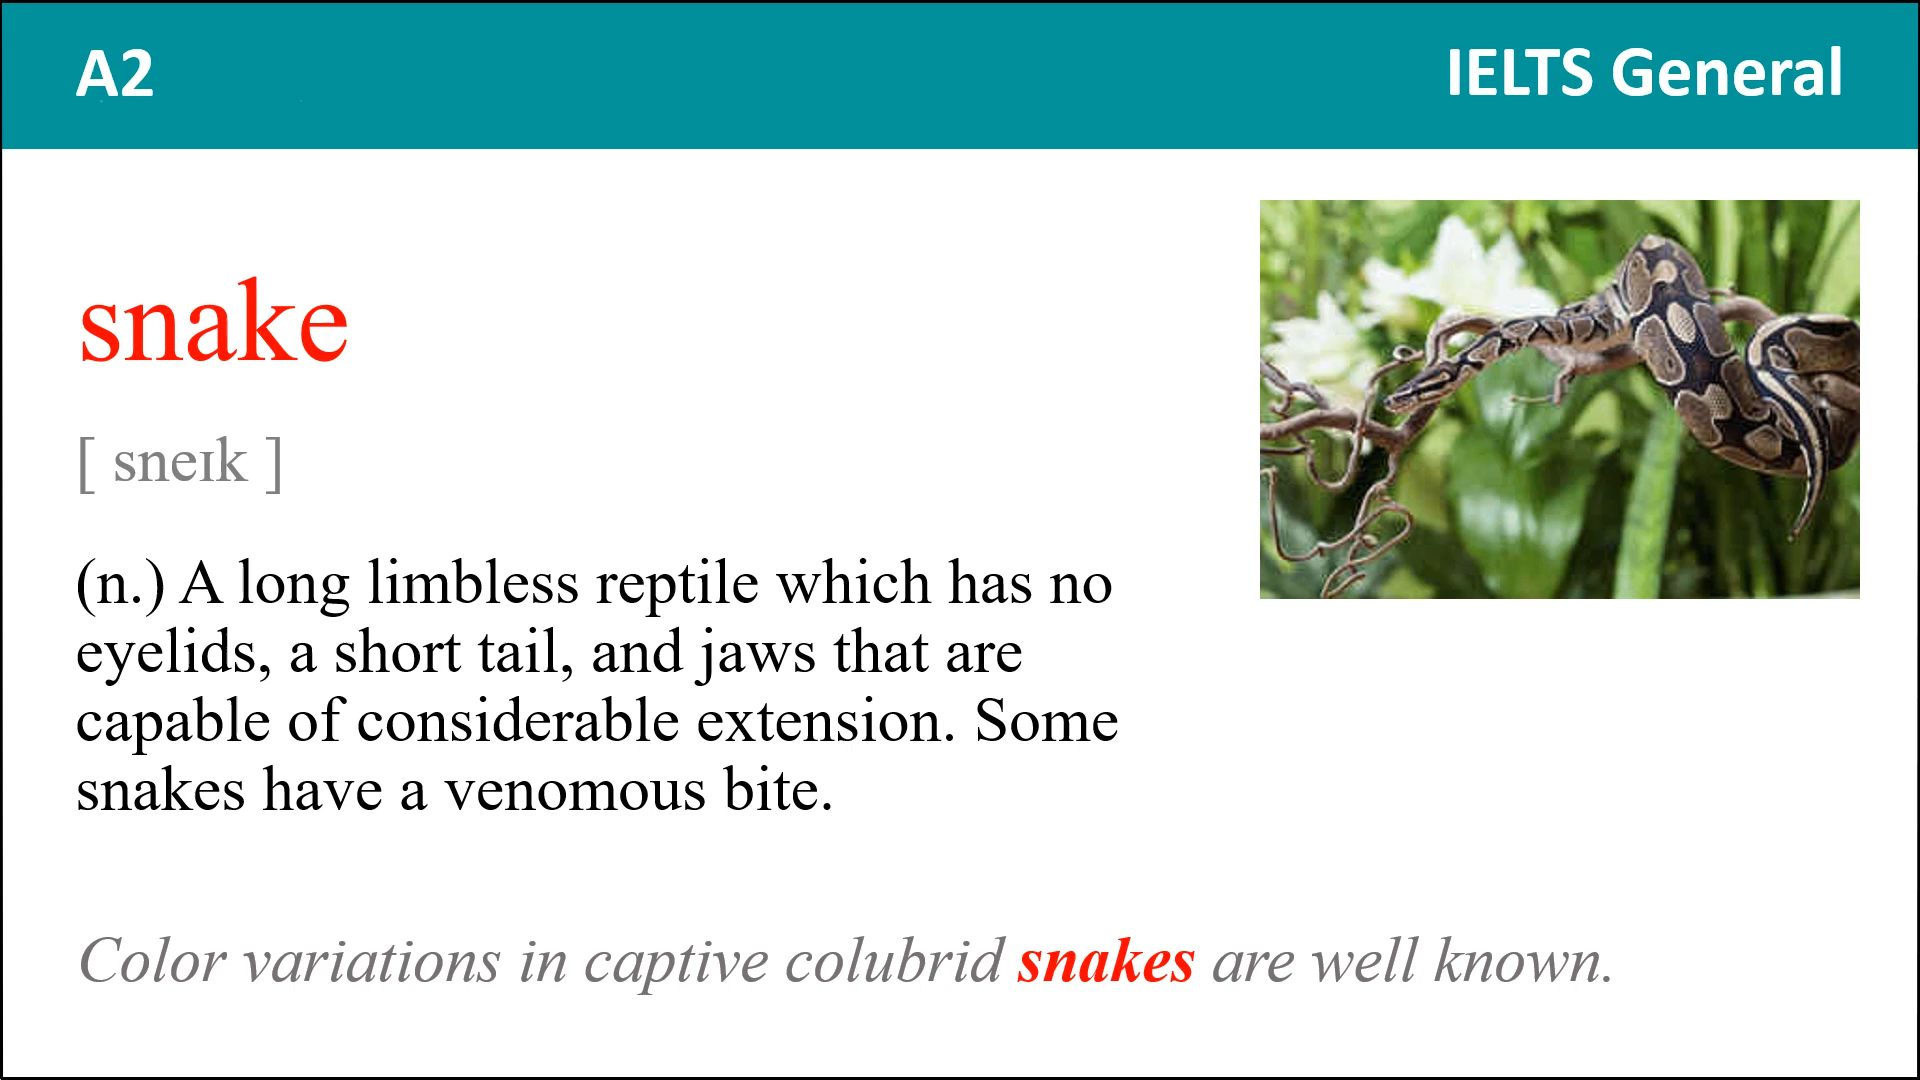 A2
IELTS General
snake
[ sneɪk ]
(n.) A long limbless reptile which has no
eyelids, a short tail, and jaws that are
capable of considerable extension. Some
snakes have a venomous bite.
Color variations in captive colubrid snakes are well known.